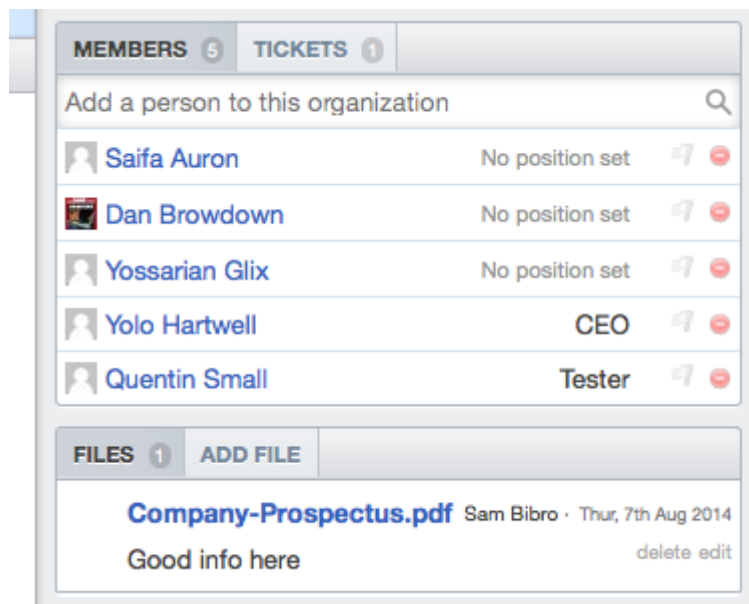 MEMBERS 5 TICKETS 1
Add a person to this organization
Saifa Auron No position set
Dan Browdown No position set
Yossarian Glix No position set
Yolo Hartwell CEO
Quentin Small Tester
FILES 1 ADD FILE
Company-Prospectus.pdf Sam Bibro · Thur, 7th Aug 2014
Good info here delete edit